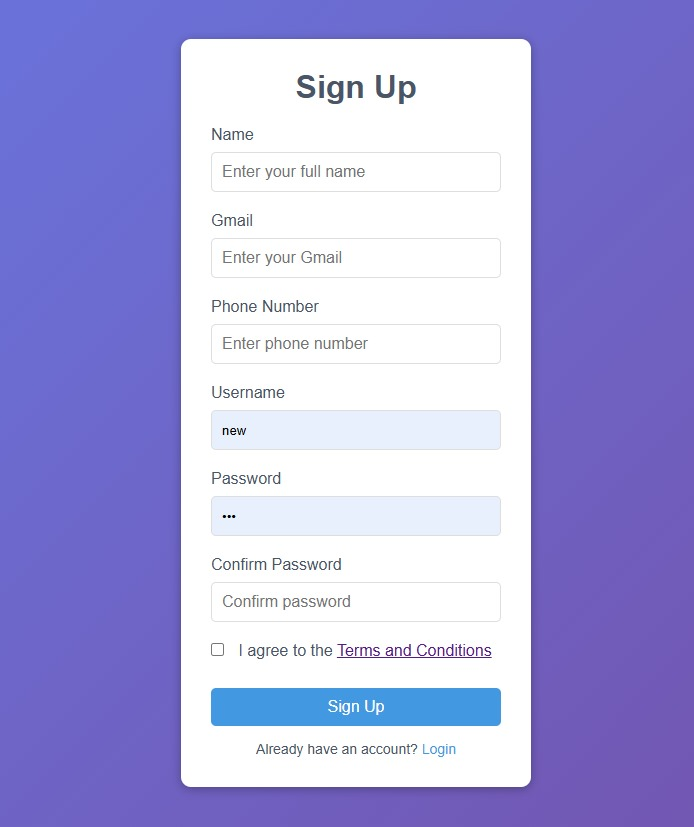 Sign Up
Name
Enter your full name
Gmail
Enter your Gmail
Phone Number
Enter phone number
Username
new
Password
•••
Confirm Password
Confirm password
I agree to the Terms and Conditions
Sign Up
Already have an account? Login